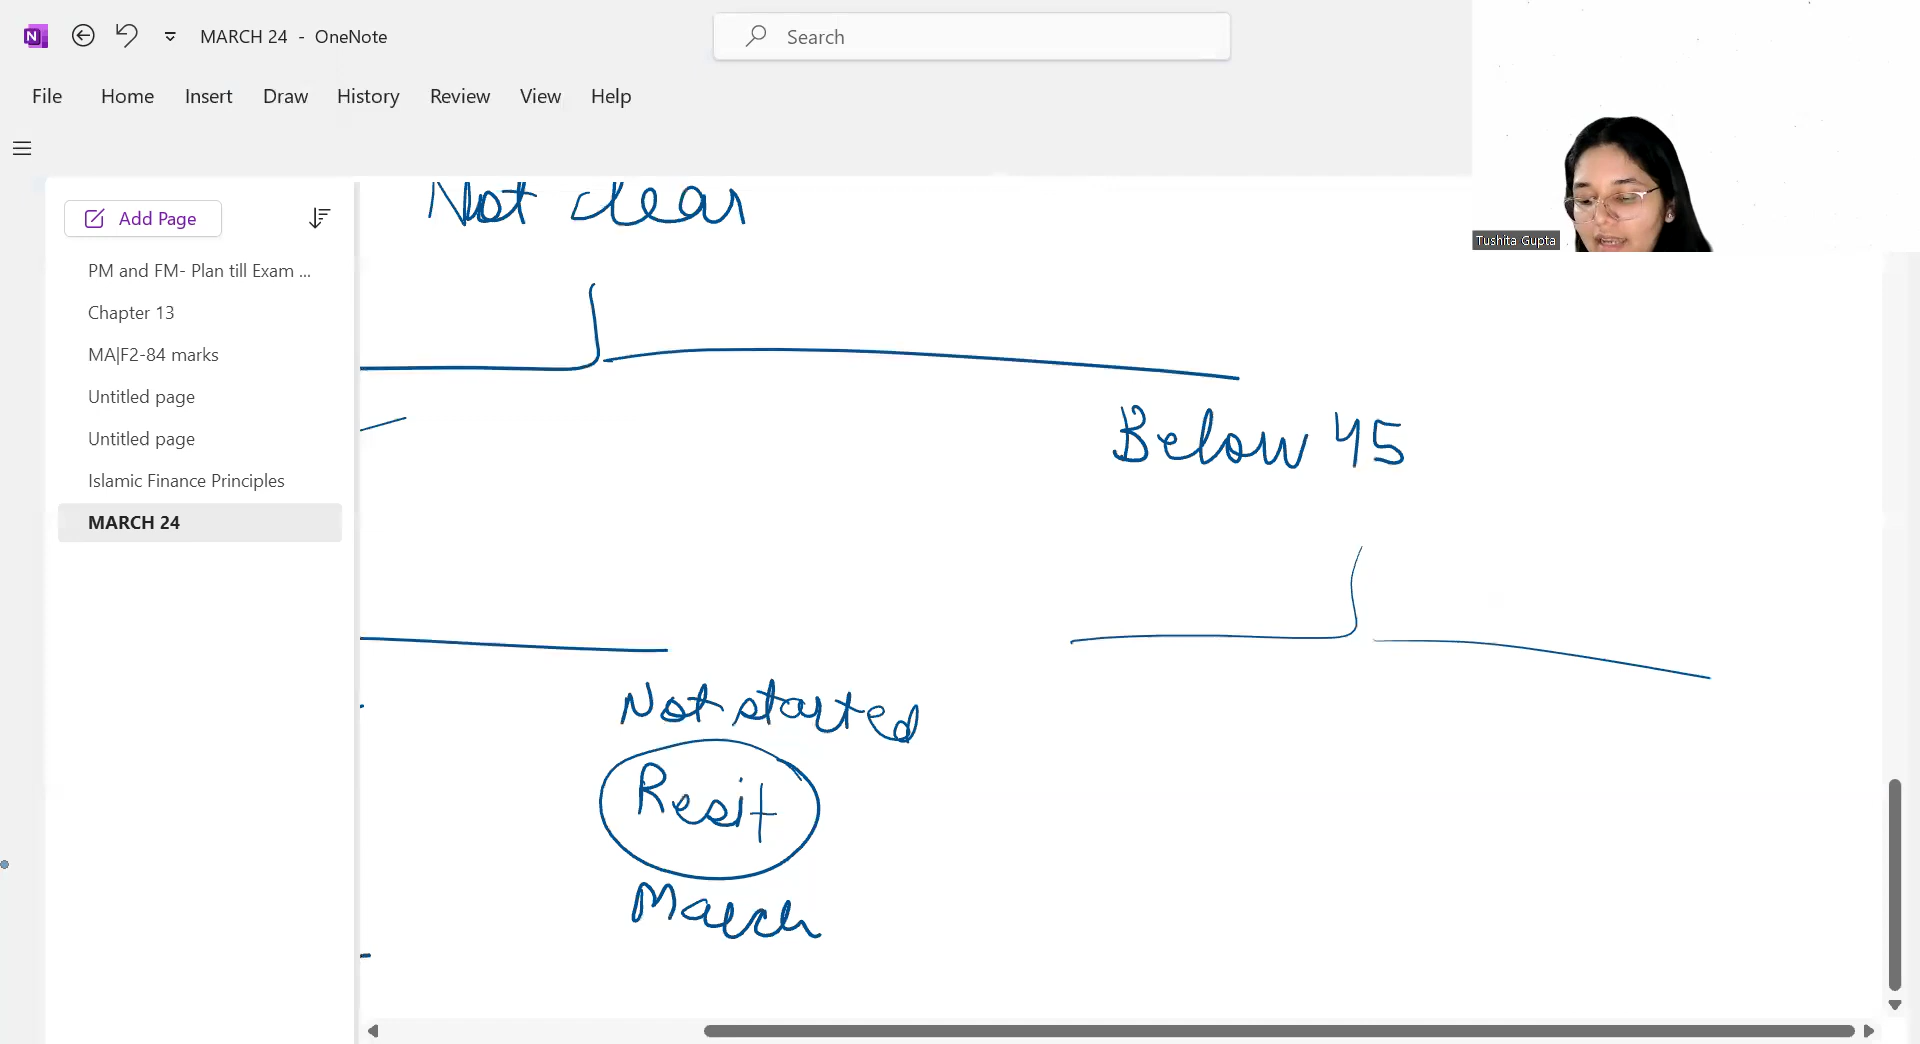 MARCH 24 - OneNote
Search
File Home Insert Draw History Review View Help
Tushita Gupta
Add Page
PM and FM- Plan till Exam ...
Chapter 13
MA|F2-84 marks
Untitled page
Untitled page
Islamic Finance Principles
MARCH 24
Not clear
Below 45
Not started
Resit
March